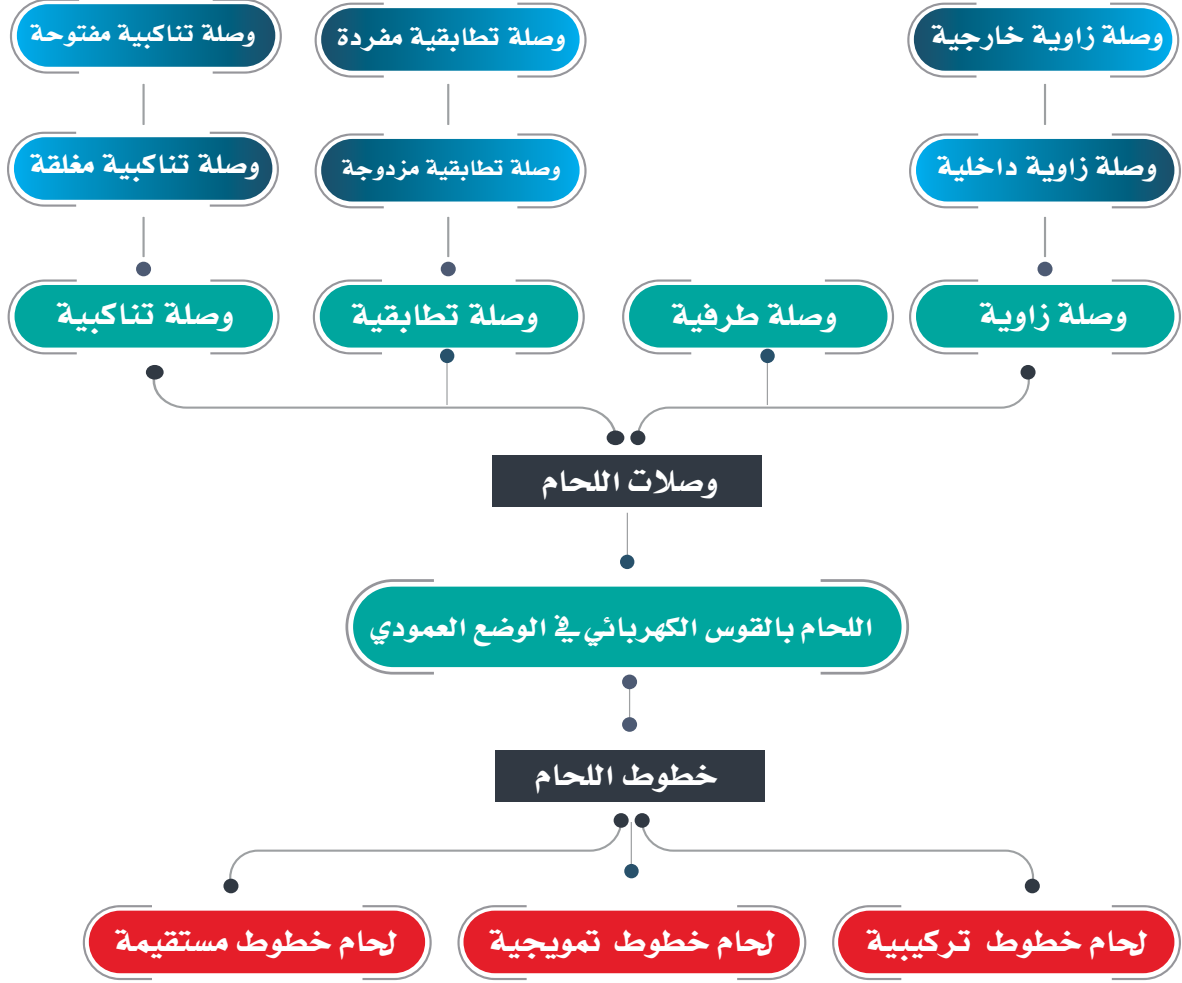 وصلة زاوية خارجية
وصلة تطابقية مفردة
وصلة تناكبية مفتوحة
وصلة زاوية داخلية
وصلة تطابقية مزدوجة
وصلة تناكبية مغلقة
وصلة زاوية
وصلة طرفية
وصلة تطابقية
وصلة تناكبية
وصلات اللحام
اللحام بالقوس الكهربائي في الوضع العمودي
خطوط اللحام
لحام خطوط تركيبية
لحام خطوط تمويجية
لحام خطوط مستقيمة